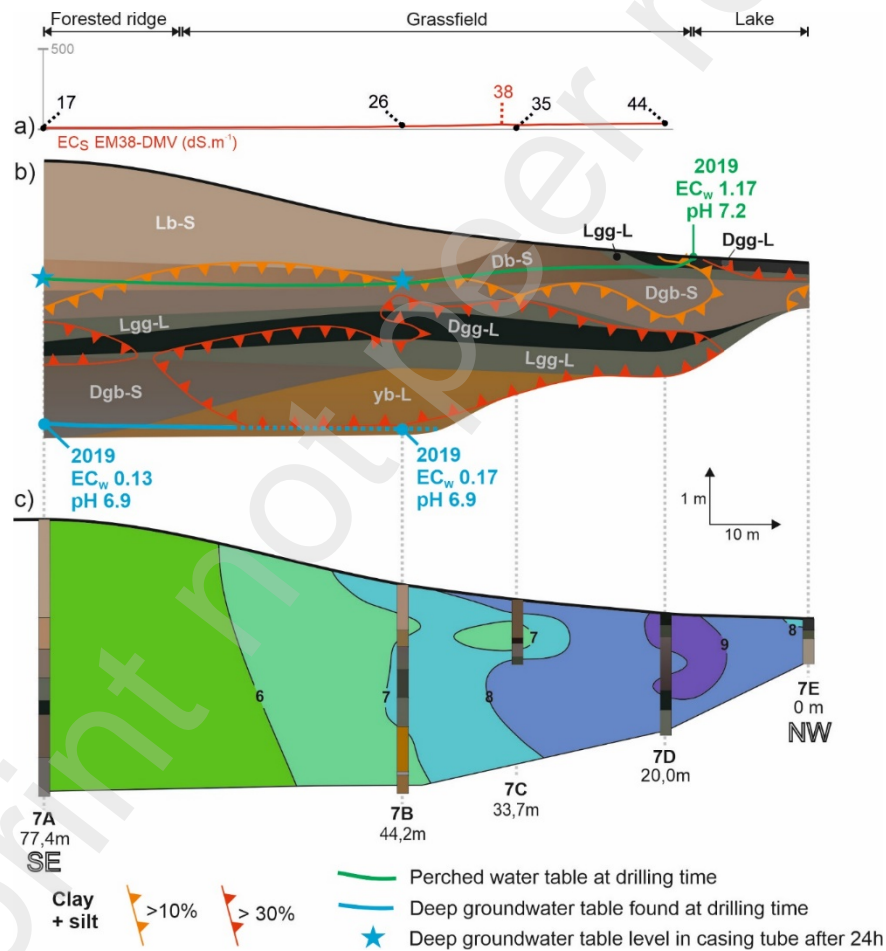 Forested ridge Grassfield Lake
500
17 26 38 35 44
a)
ECS EM38-DMV (dS.m⁻¹)
b)
2019
ECw 1.17
pH 7.2
Lb-S
Lgg-L
Dgg-L
Db-S
Dgb-S
Lgg-L
Dgg-L
Lgg-L
Dgb-S
yb-L
2019
ECw 0.13
pH 6.9
2019
ECw 0.17
pH 6.9
1 m
10 m
c)
6
7
8
7
9
8
7A
77,4m
SE
7B
44,2m
7C
33,7m
7D
20,0m
7E
0 m
NW
Clay
+ silt
>10%
> 30%
Perched water table at drilling time
Deep groundwater table found at drilling time
Deep groundwater table level in casing tube after 24h